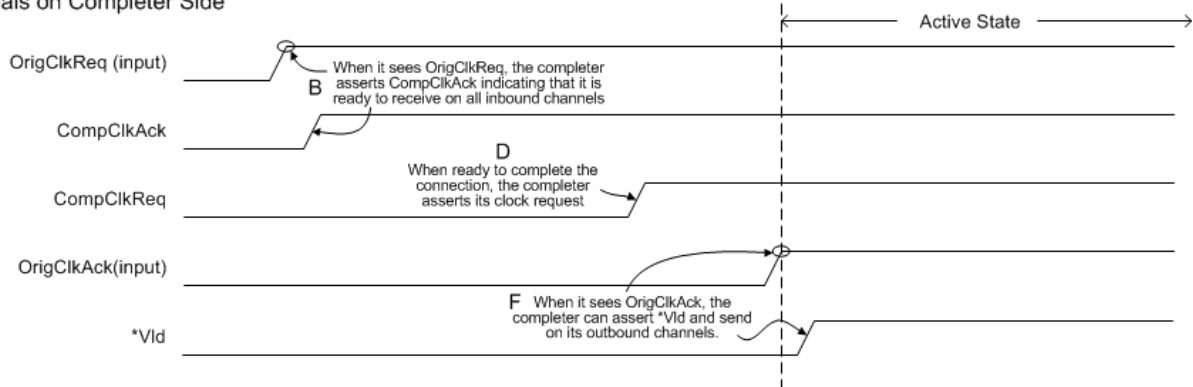 als on Completer Side
Active State
OrigClkReq (input)
B
When it sees OrigClkReq, the completer
asserts CompClkAck indicating that it is
ready to receive on all inbound channels
CompClkAck
D
When ready to complete the
connection, the completer
asserts its clock request
CompClkReq
OrigClkAck(input)
F When it sees OrigClkAck, the
completer can assert *Vld and send
on its outbound channels.
*Vld